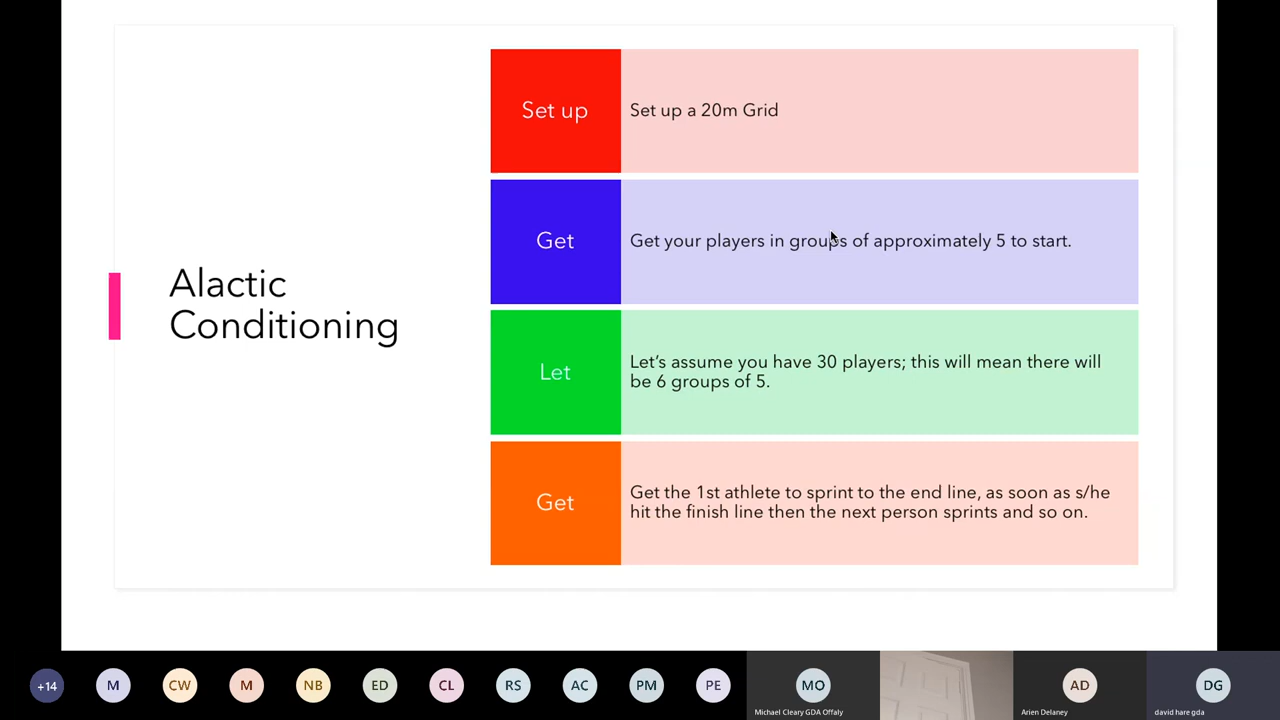 Alactic
Conditioning
Set up
Set up a 20m Grid
Get
Get your players in groups of approximately 5 to start.
Let
Let's assume you have 30 players; this will mean there will
be 6 groups of 5.
Get
Get the 1st athlete to sprint to the end line, as soon as s/he
hit the finish line then the next person sprints and so on.
+14
M
CW
M
NB
ED
CL
RS
AC
PM
PE
MO
Michael Cleary GDA Offaly
AD
Arien Delaney
DG
david hare gda